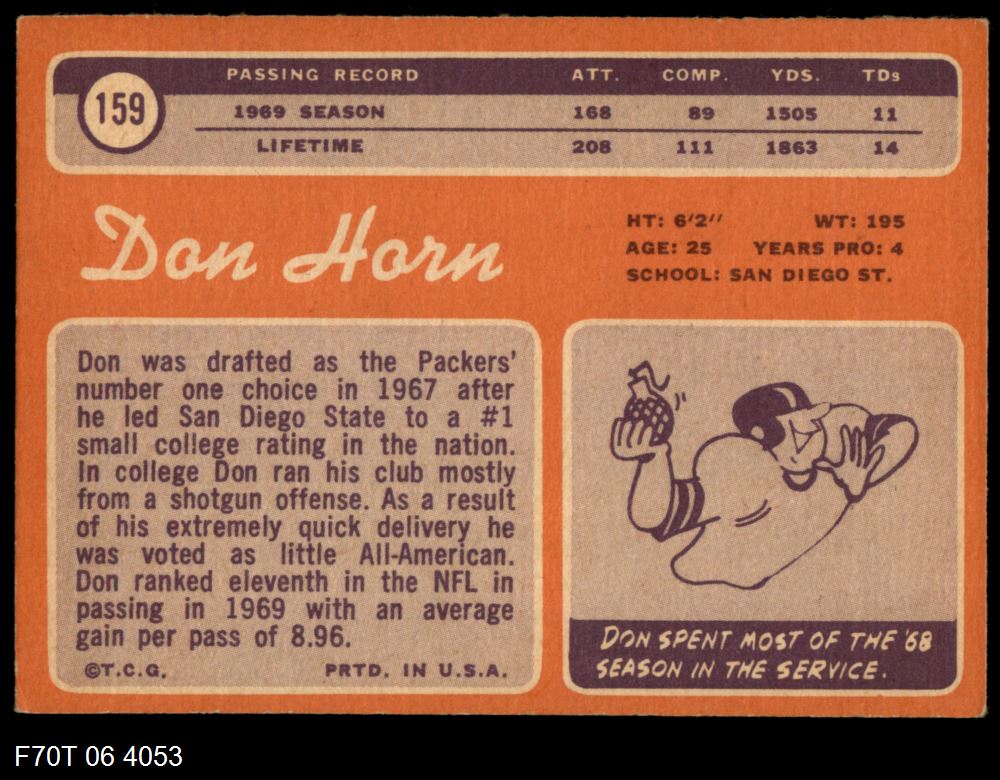 159
PASSING RECORD ATT. COMP. YDS. TDs
1969 SEASON 168 89 1505 11
LIFETIME 208 111 1863 14
Don Horn
HT: 6'2" WT: 195
AGE: 25 YEARS PRO: 4
SCHOOL: SAN DIEGO ST.
Don was drafted as the Packers'
number one choice in 1967 after
he led San Diego State to a #1
small college rating in the nation.
In college Don ran his club mostly
from a shotgun offense. As a result
of his extremely quick delivery he
was voted as little All-American.
Don ranked eleventh in the NFL in
passing in 1969 with an average
gain per pass of 8.96.
©T.C.G. PRTD. IN U.S.A.
DON SPENT MOST OF THE '68
SEASON IN THE SERVICE.
F70T 06 4053